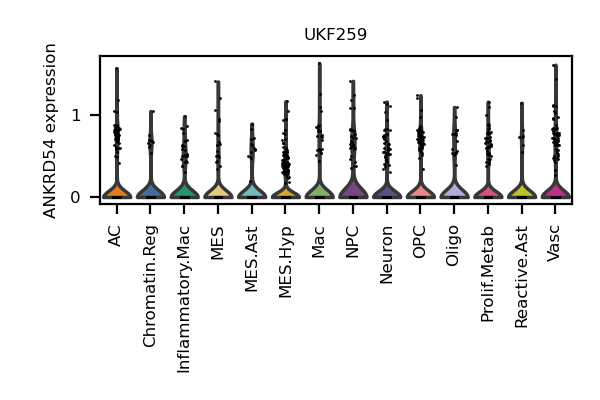 UKF259
ANKRD54 expression
1
0
AC
Chromatin.Reg
Inflammatory.Mac
MES
MES.Ast
MES.Hyp
Mac
NPC
Neuron
OPC
Oligo
Prolif.Metab
Reactive.Ast
Vasc